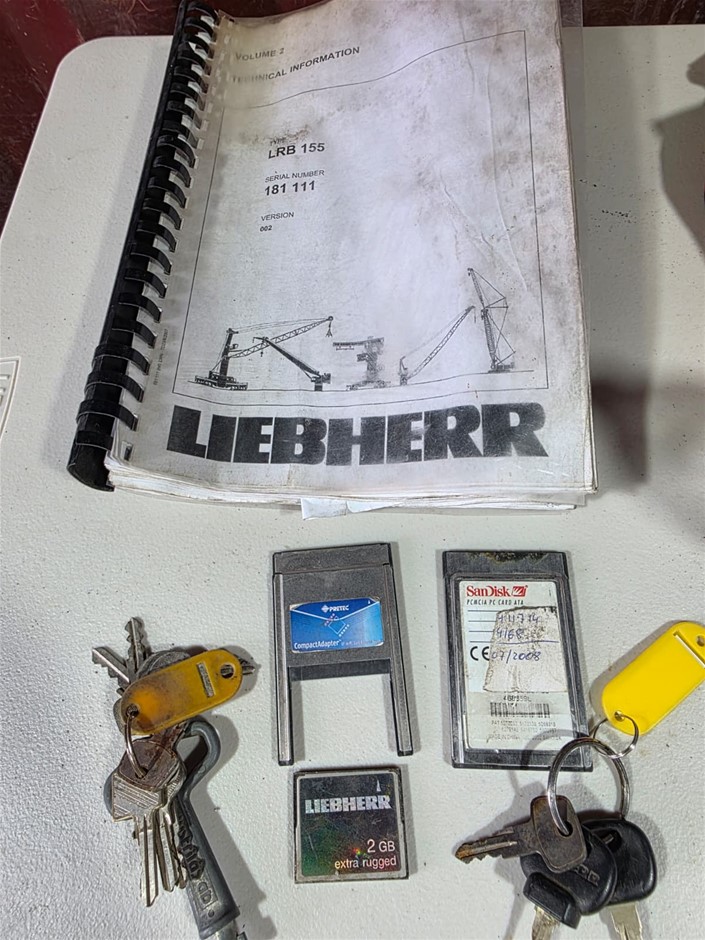 VOLUME 2
TECHNICAL INFORMATION
TYPE
LRB 155
SERIAL NUMBER
181 111
VERSION
002
LIEBHERR
PRETEC
CompactAdapter
SanDisk
PCMCIA PC CARD ATA
CE
07/2008
LIEBHERR
2 GB
extra rugged